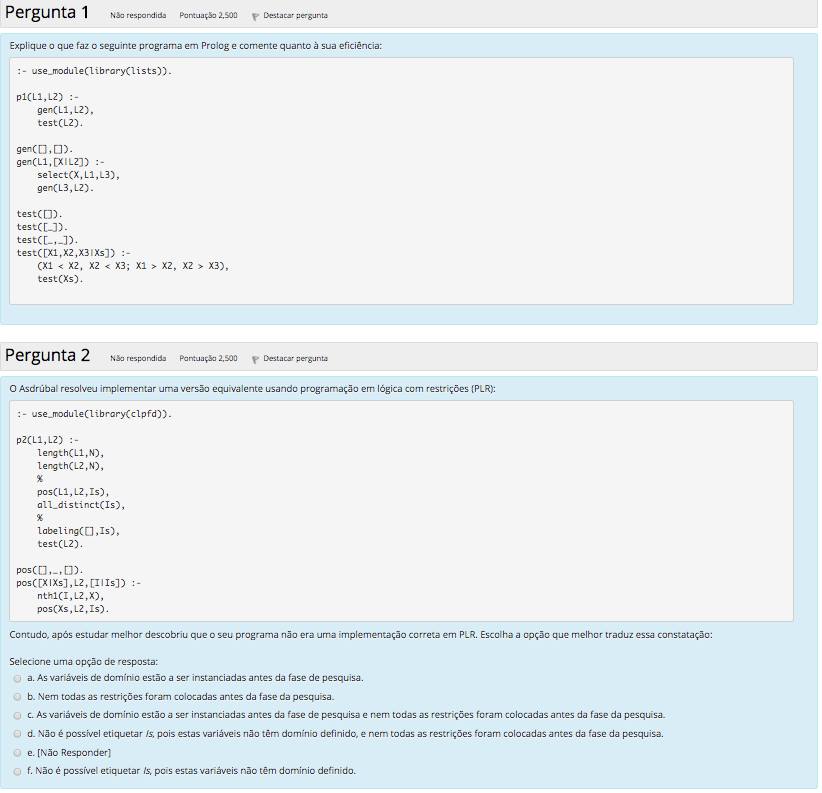 Pergunta 1 Não respondida Pontuação 2,500 Destacar pergunta
Explique o que faz o seguinte programa em Prolog e comente quanto à sua eficiência:
:- use_module(library(lists)).
p1(L1,L2) :-
gen(L1,L2),
test(L2).
gen([],[]).
gen(L1,[X|L2]) :-
select(X,L1,L3),
gen(L3,L2).
test([]).
test([_]).
test([_,_]).
test([X1,X2,X3|Xs]) :-
(X1 < X2, X2 < X3; X1 > X2, X2 > X3),
test(Xs).
Pergunta 2 Não respondida Pontuação 2,500 Destacar pergunta
O Asdrúbal resolveu implementar uma versão equivalente usando programação em lógica com restrições (PLR):
:- use_module(library(clpfd)).
p2(L1,L2) :-
length(L1,N),
length(L2,N),
%
pos(L1,L2,Is),
all_distinct(Is),
%
labeling([],Is),
test(L2).
pos([],_,[]).
pos([X|Xs],L2,[I|Is]) :-
nth1(I,L2,X),
pos(Xs,L2,Is).
Contudo, após estudar melhor descobriu que o seu programa não era uma implementação correta em PLR. Escolha a opção que melhor traduz essa constatação:
Selecione uma opção de resposta:
a. As variáveis de domínio estão a ser instanciadas antes da fase de pesquisa.
b. Nem todas as restrições foram colocadas antes da fase da pesquisa.
c. As variáveis de domínio estão a ser instanciadas antes da fase de pesquisa e nem todas as restrições foram colocadas antes da fase da pesquisa.
d. Não é possível etiquetar Is, pois estas variáveis não têm domínio definido, e nem todas as restrições foram colocadas antes da fase da pesquisa.
e. [Não Responder]
f. Não é possível etiquetar Is, pois estas variáveis não têm domínio definido.